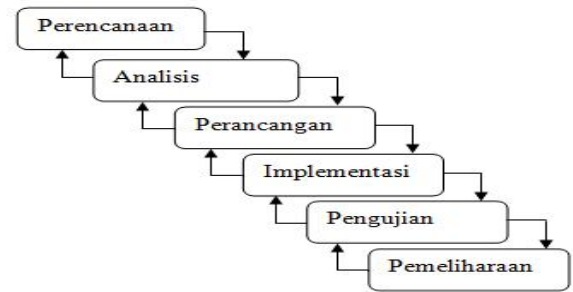 Perencanaan
Analisis
Perancangan
Implementasi
Pengujian
Pemeliharaan